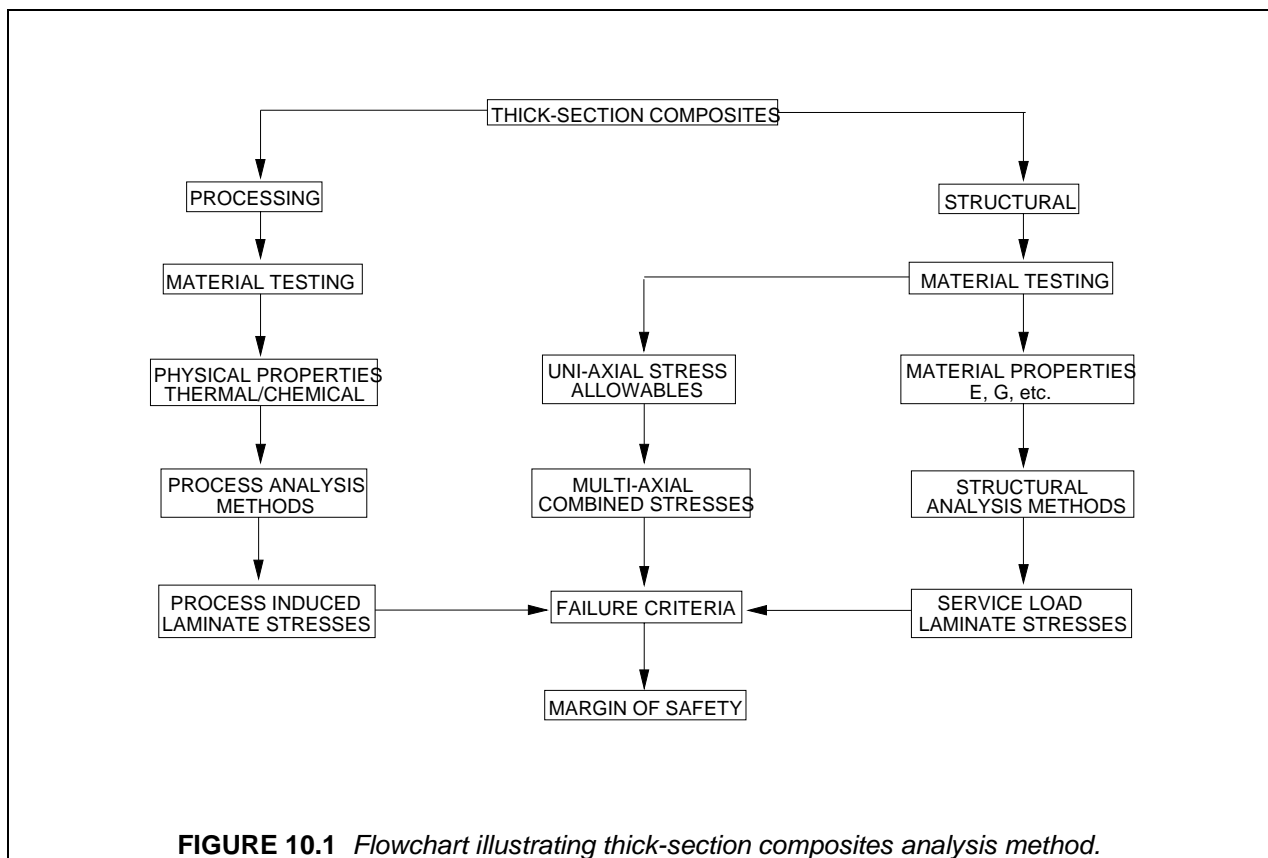 THICK-SECTION COMPOSITES
PROCESSING
STRUCTURAL
MATERIAL TESTING
MATERIAL TESTING
PHYSICAL PROPERTIES
THERMAL/CHEMICAL
UNI-AXIAL STRESS
ALLOWABLES
MATERIAL PROPERTIES
E, G, etc.
PROCESS ANALYSIS
METHODS
MULTI-AXIAL
COMBINED STRESSES
STRUCTURAL
ANALYSIS METHODS
PROCESS INDUCED
LAMINATE STRESSES
FAILURE CRITERIA
SERVICE LOAD
LAMINATE STRESSES
MARGIN OF SAFETY
FIGURE 10.1 Flowchart illustrating thick-section composites analysis method.